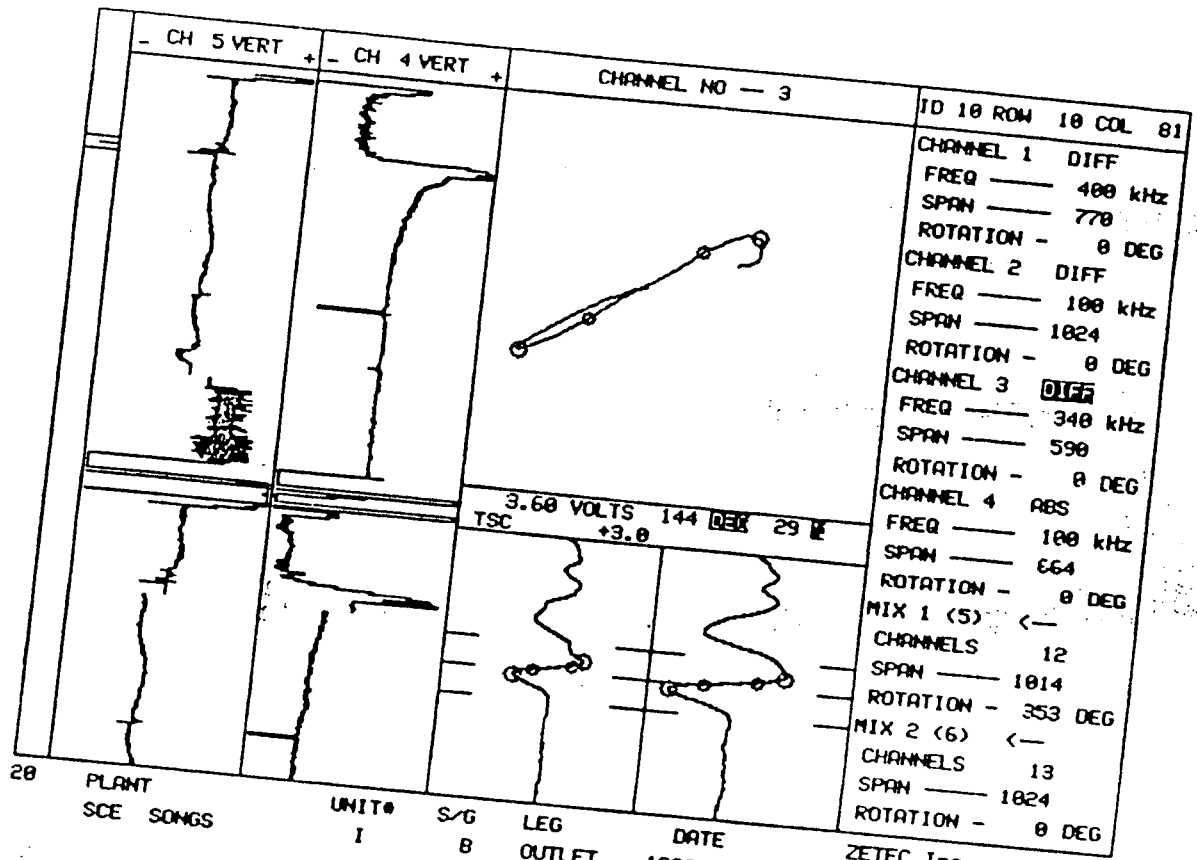 - CH 5 VERT +
- CH 4 VERT +
CHANNEL NO — 3
ID 10 ROW 10 COL 81
CHANNEL 1 DIFF
FREQ —— 400 kHz
SPAN —— 770
ROTATION - 0 DEG
CHANNEL 2 DIFF
FREQ —— 100 kHz
SPAN —— 1024
ROTATION - 0 DEG
CHANNEL 3 DIFF
FREQ —— 340 kHz
SPAN —— 590
ROTATION - 0 DEG
CHANNEL 4 ABS
FREQ —— 100 kHz
SPAN —— 664
ROTATION - 0 DEG
MIX 1 (5) <—
CHANNELS 12
SPAN —— 1014
ROTATION - 353 DEG
MIX 2 (6) <—
CHANNELS 13
SPAN —— 1024
ROTATION - 0 DEG
3.60 VOLTS 144 DEG 29
TSC +3.0
20
PLANT
SCE SONGS
UNIT#
I
S/G
B
LEG
OUTLET
DATE
ZETEC